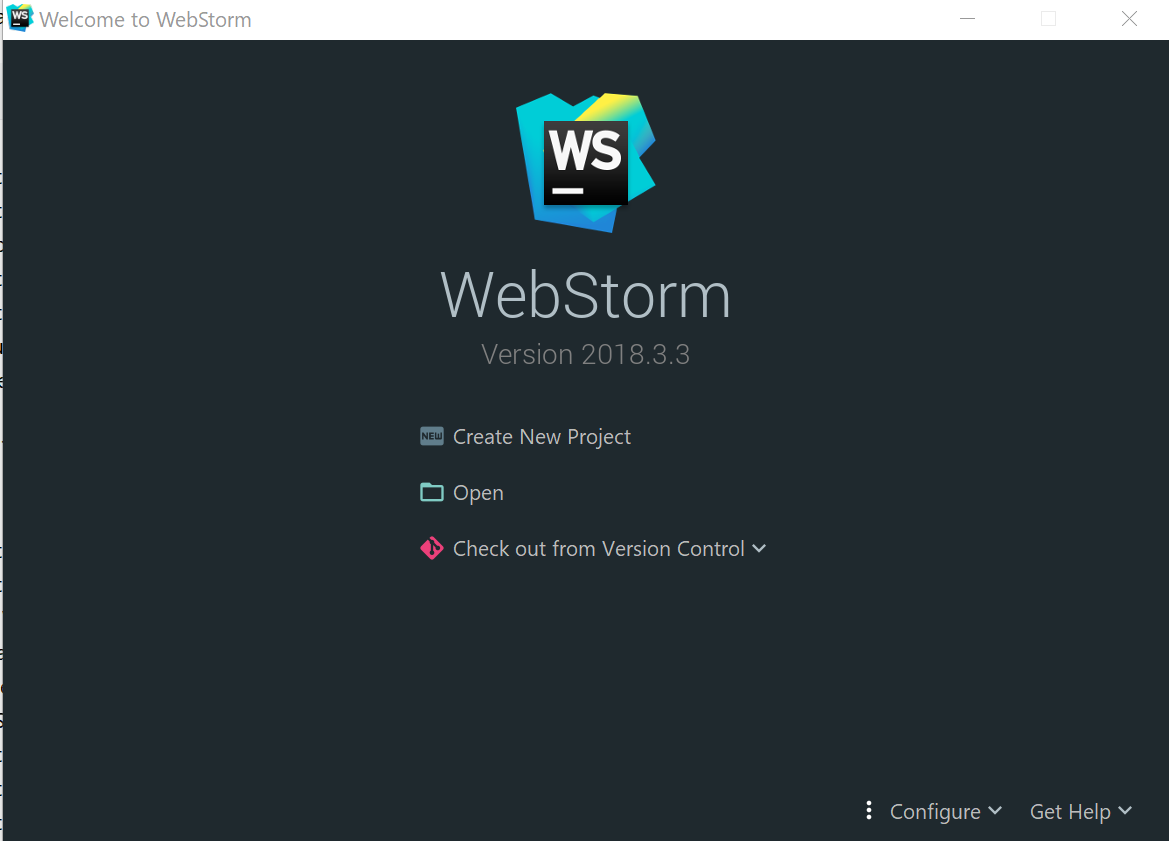 WS Welcome to WebStorm
WS
WebStorm
Version 2018.3.3
NEW Create New Project
Open
Check out from Version Control
Configure Get Help